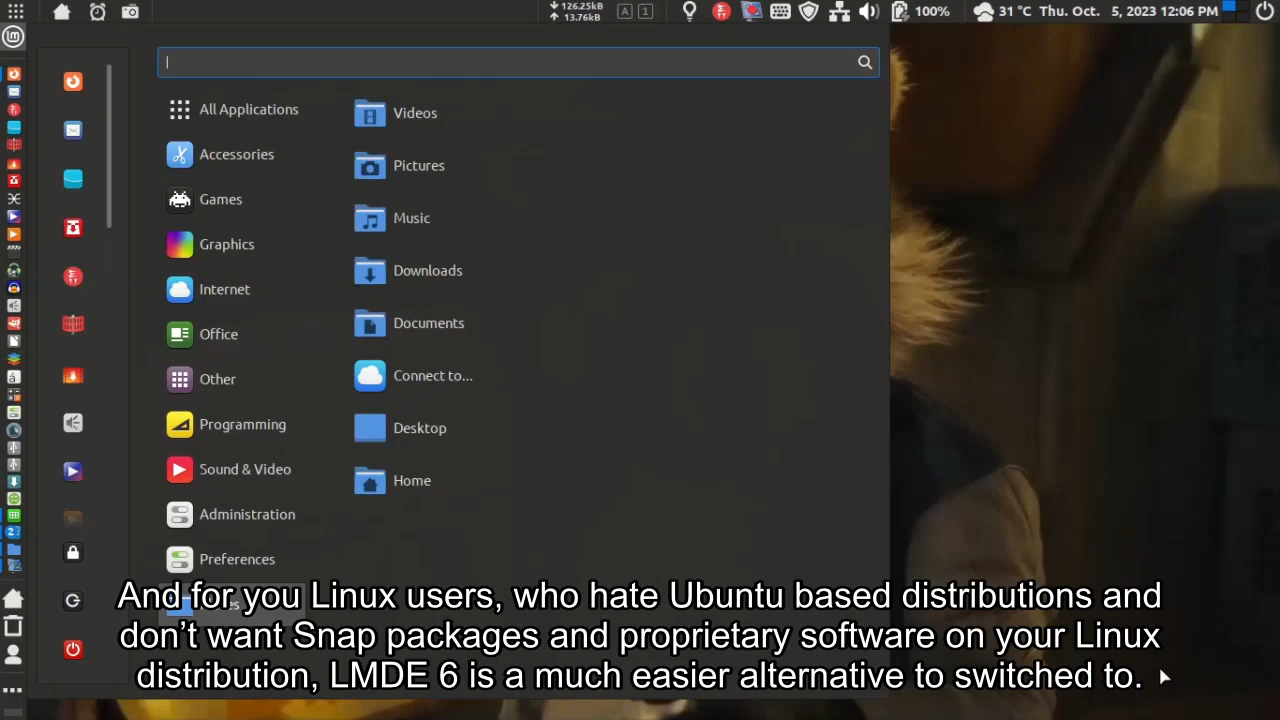 126.25kB
13.76kB
A
1
100%
31 °C Thu. Oct. 5, 2023 12:06 PM
All Applications
Accessories
Games
Graphics
Internet
Office
Other
Programming
Sound & Video
Administration
Preferences
Videos
Pictures
Music
Downloads
Documents
Connect to...
Desktop
Home
And for you Linux users, who hate Ubuntu based distributions and
don’t want Snap packages and proprietary software on your Linux
distribution, LMDE 6 is a much easier alternative to switched to.